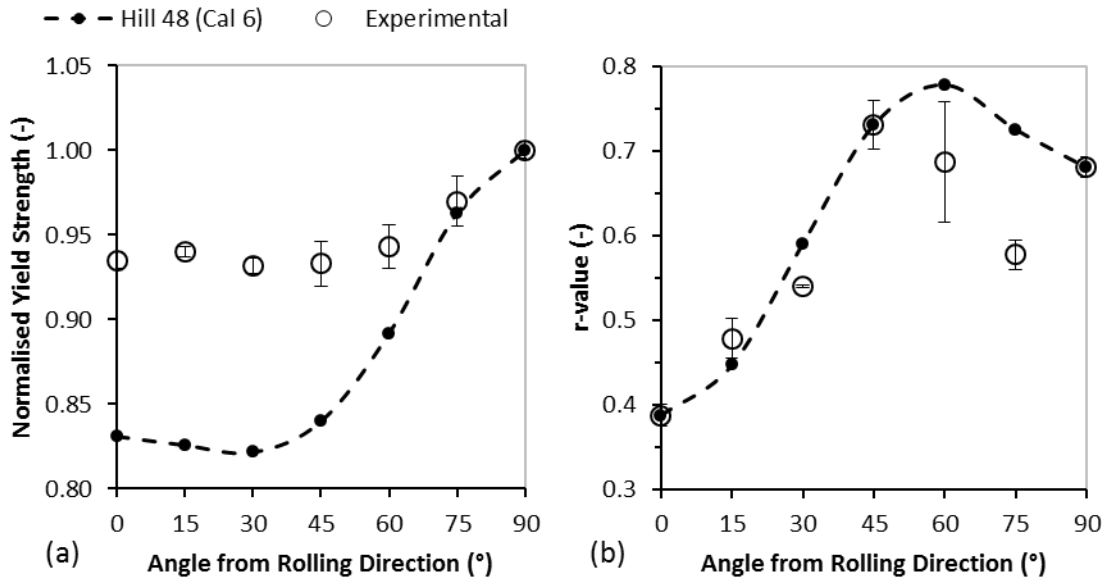 Hill 48 (Cal 6) Experimental
Normalised Yield Strength (-)
1.05
1.00
0.95
0.90
0.85
0.80
0 15 30 45 60 75 90
(a) Angle from Rolling Direction (°)
r-value (-)
0.8
0.7
0.6
0.5
0.4
0.3
0 15 30 45 60 75 90
(b) Angle from Rolling Direction (°)